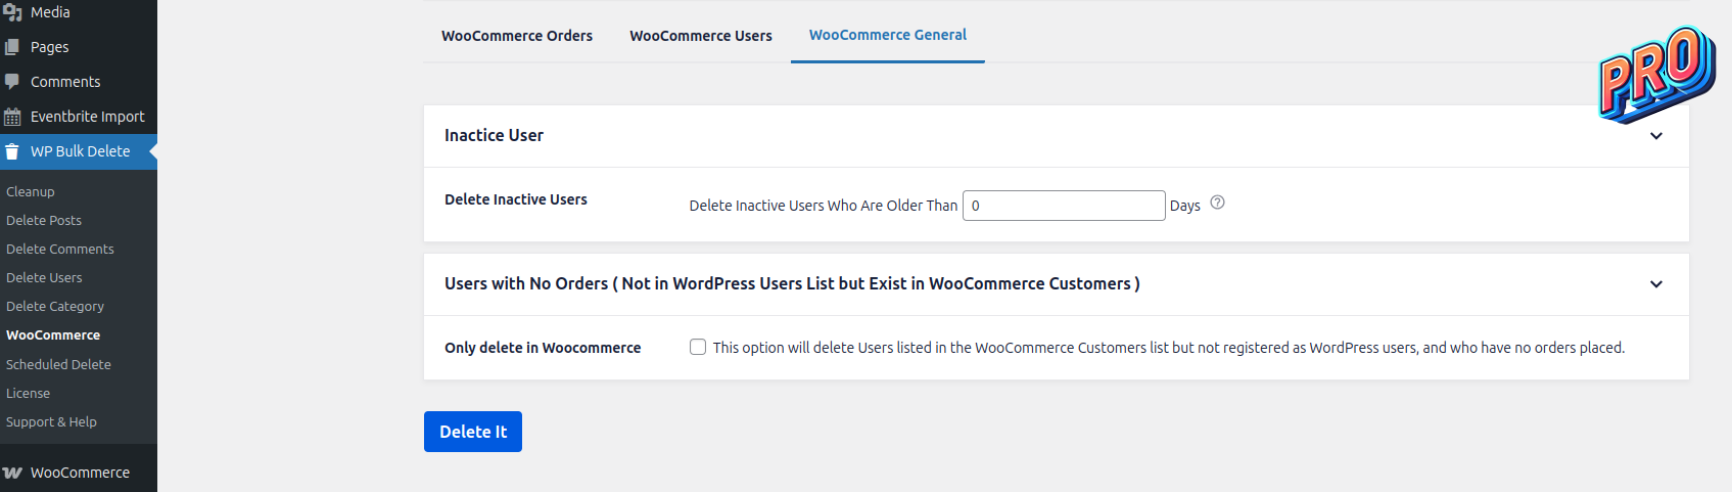 Media
Pages
Comments
Eventbrite Import
WP Bulk Delete
Cleanup
Delete Posts
Delete Comments
Delete Users
Delete Category
WooCommerce
Scheduled Delete
License
Support & Help
WooCommerce
WooCommerce Orders WooCommerce Users WooCommerce General
PRO
Inactice User
Delete Inactive Users Delete Inactive Users Who Are Older Than 0 Days ?
Users with No Orders ( Not in WordPress Users List but Exist in WooCommerce Customers )
Only delete in Woocommerce This option will delete Users listed in the WooCommerce Customers list but not registered as WordPress users, and who have no orders placed.
Delete It